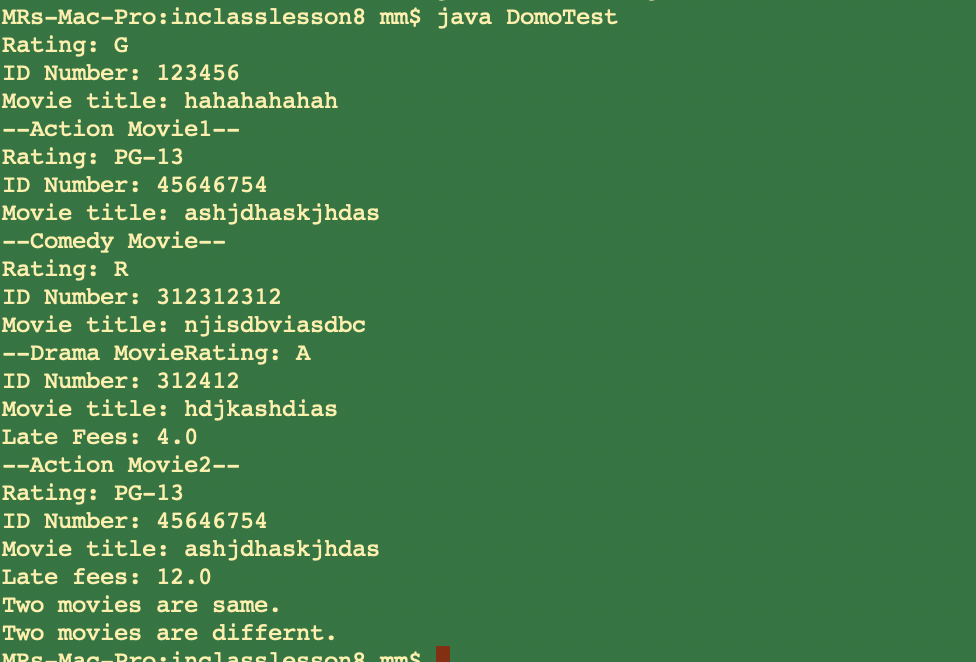 MRs-Mac-Pro:inclasslesson8 mm$ java DomoTest
Rating: G
ID Number: 123456
Movie title: hahahahahah
--Action Movie1--
Rating: PG-13
ID Number: 45646754
Movie title: ashjdhaskjhdas
--Comedy Movie--
Rating: R
ID Number: 312312312
Movie title: njisdbviasdbc
--Drama MovieRating: A
ID Number: 312412
Movie title: hdjkashdias
Late Fees: 4.0
--Action Movie2--
Rating: PG-13
ID Number: 45646754
Movie title: ashjdhaskjhdas
Late fees: 12.0
Two movies are same.
Two movies are differnt.
MRs-Mac-Pro:inclasslesson8 mm$